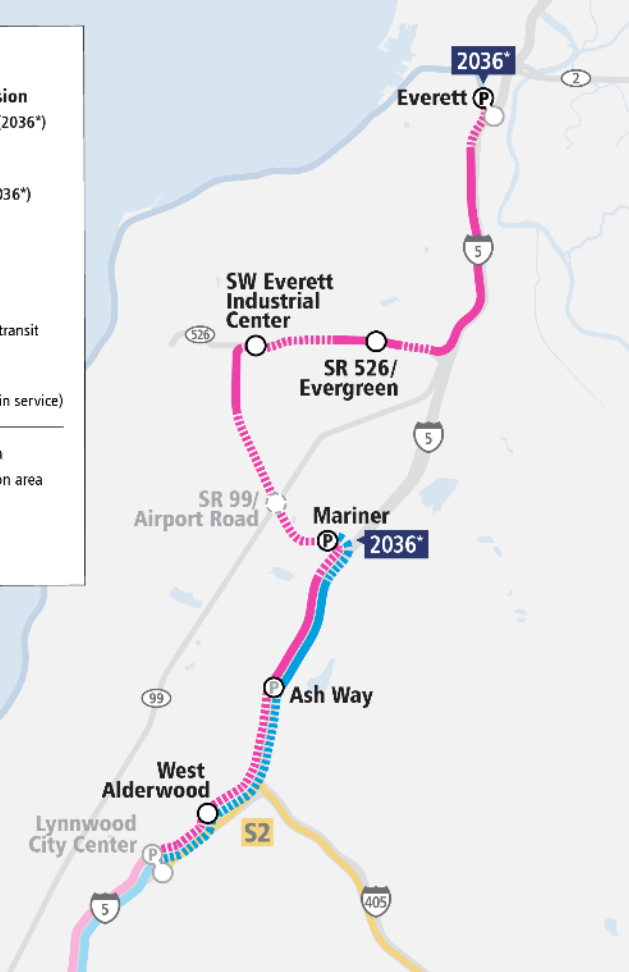 sion
(2036*)
036*)
transit
in service)
a
on area
2036*
Everett P
2
5
SW Everett
Industrial
Center
526
SR 526/
Evergreen
5
SR 99/
Airport Road
Mariner
P
2036*
P
Ash Way
99
West
Alderwood
Lynnwood
City Center
P
S2
5
405